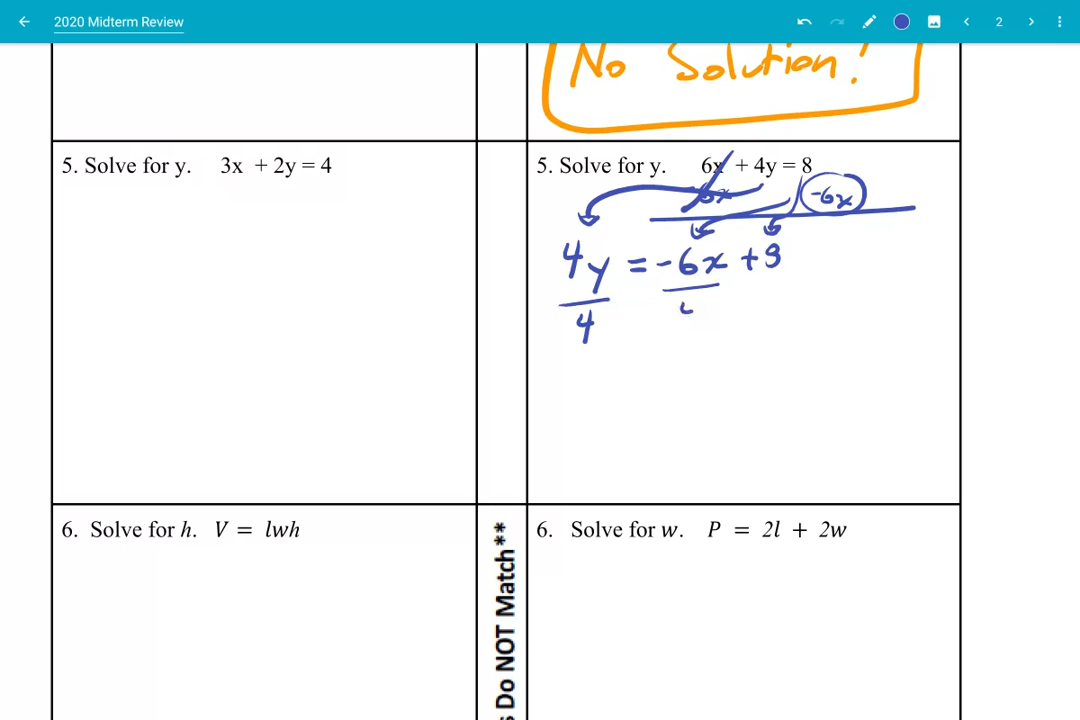 2020 Midterm Review
2
No Solution!
5. Solve for y. 3x + 2y = 4
5. Solve for y. 6x + 4y = 8
-6x -6x
4y = -6x + 8
4
6. Solve for h. V = lwh
s Do NOT Match**
6. Solve for w. P = 2l + 2w